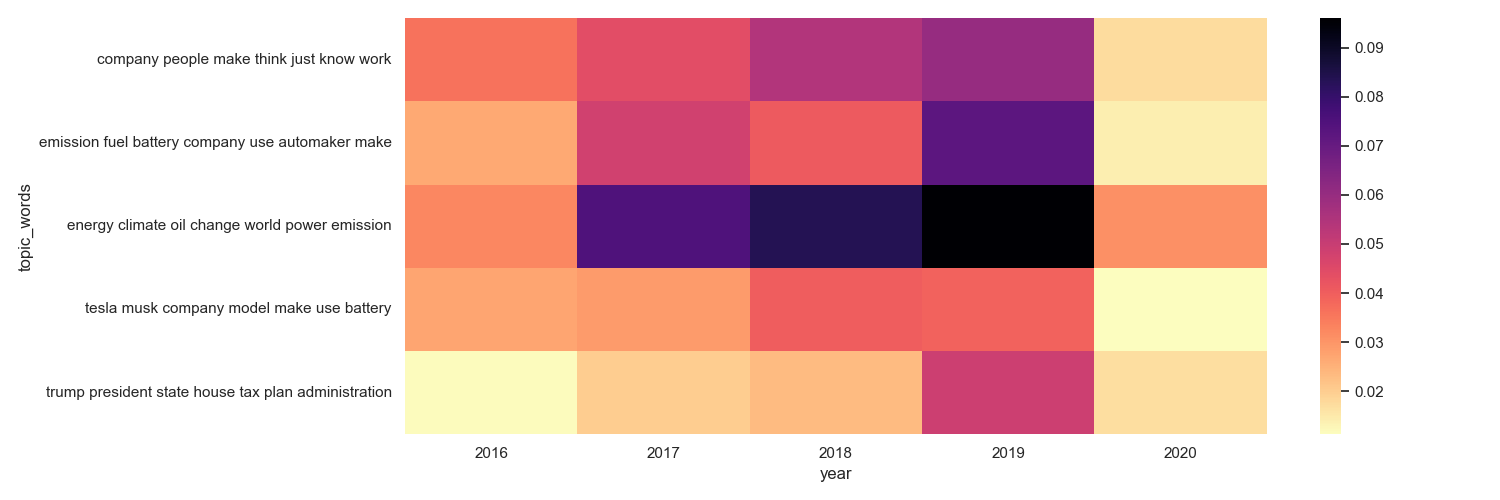 company people make think just know work
emission fuel battery company use automaker make
energy climate oil change world power emission
tesla musk company model make use battery
trump president state house tax plan administration
topic_words
2016 2017 2018 2019 2020
year
0.09
0.08
0.07
0.06
0.05
0.04
0.03
0.02